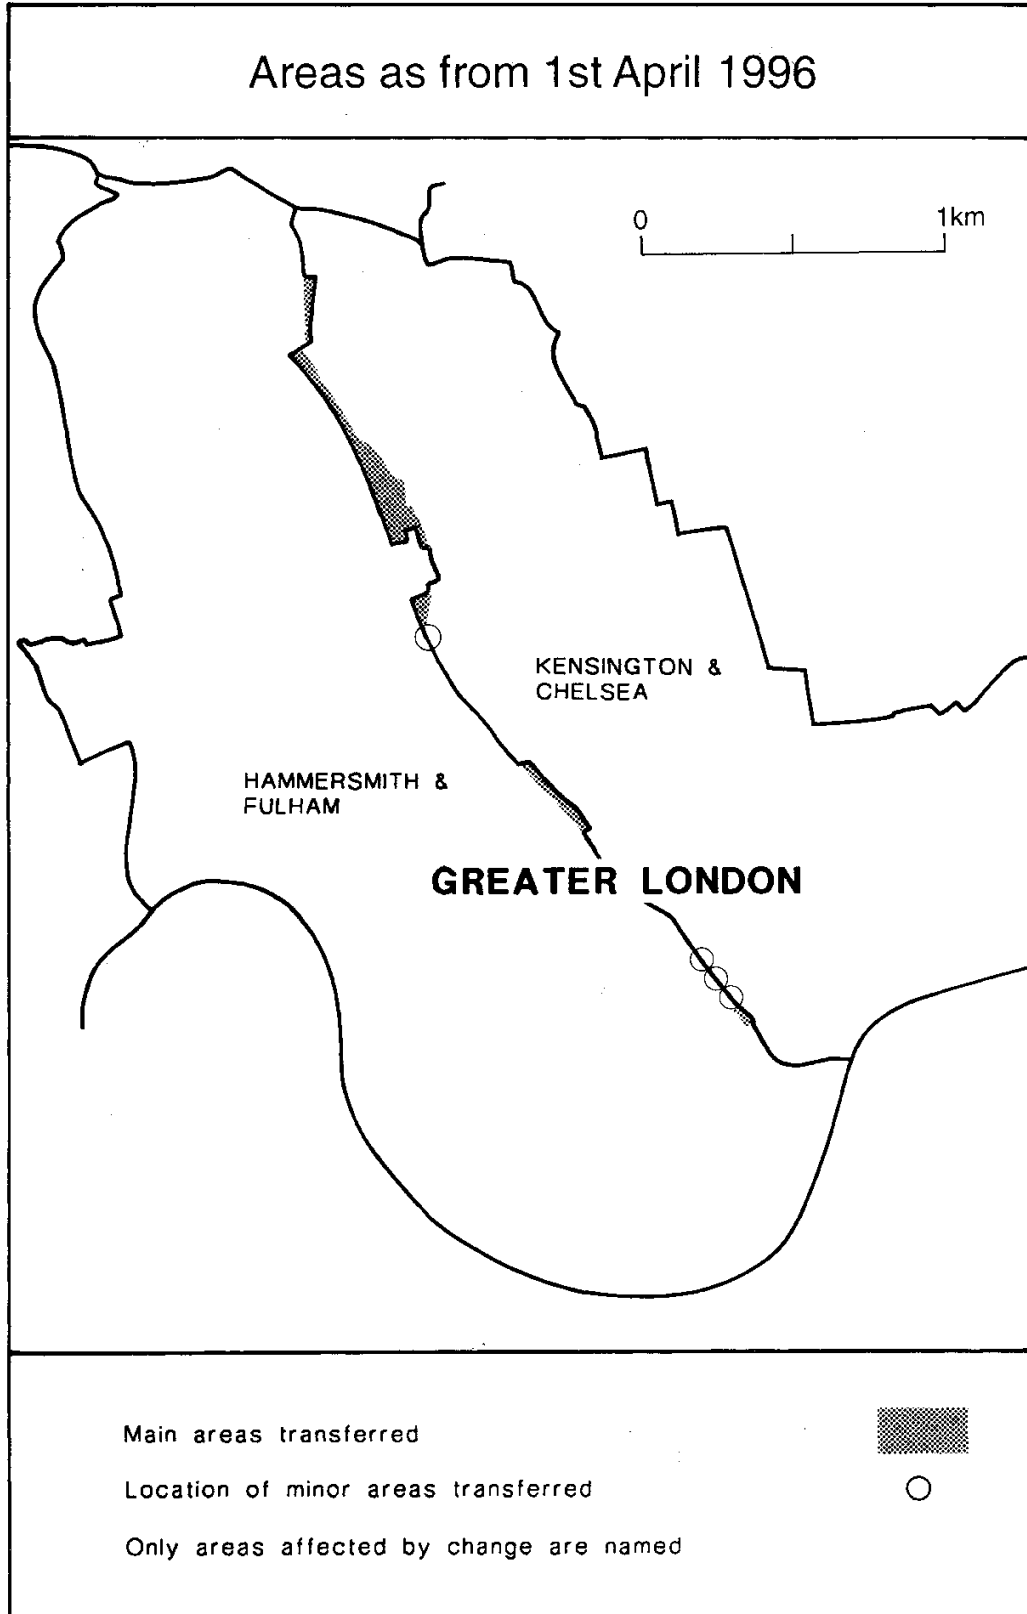 Areas as from 1st April 1996
0 1km
KENSINGTON &
CHELSEA
HAMMERSMITH &
FULHAM
GREATER LONDON
Main areas transferred
Location of minor areas transferred
Only areas affected by change are named